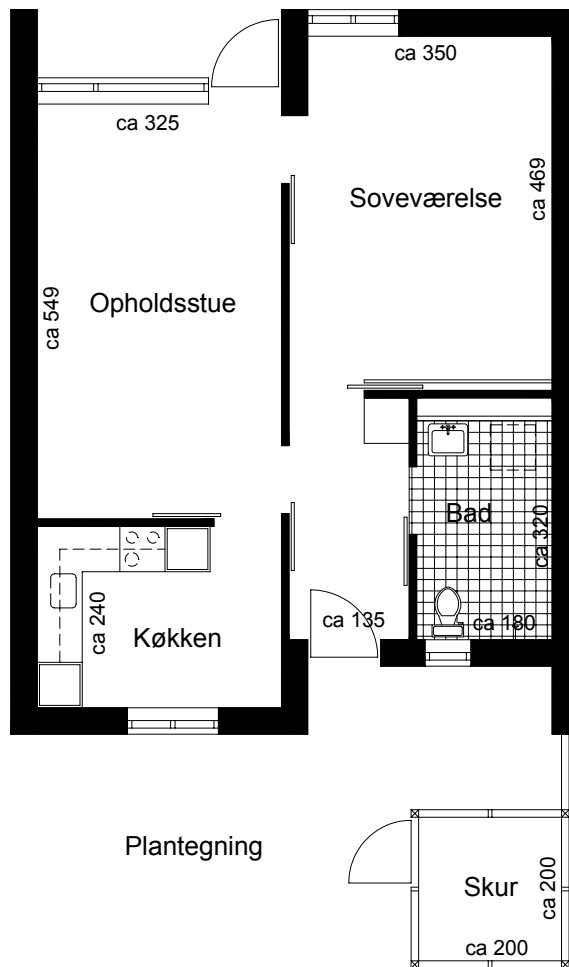 ca 350
ca 325
Soveværelse
ca 469
Opholdsstue
ca 549
Bad
ca 320
ca 240
Køkken
ca 135
ca 180
Plantegning
Skur
ca 200
ca 200